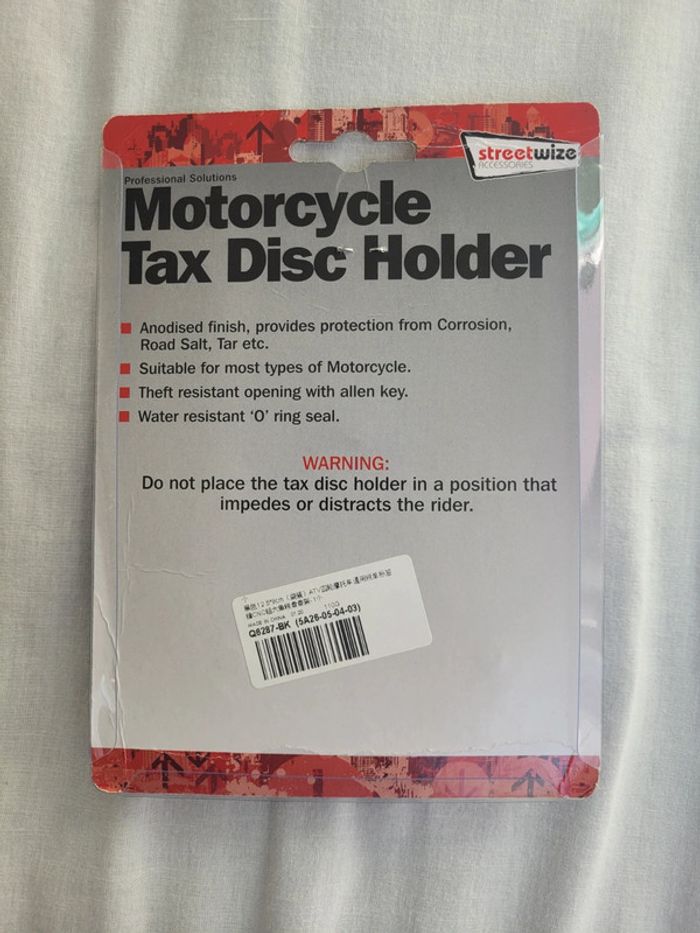 streetwize
ACCESSORIES
Professional Solutions
Motorcycle
Tax Disc Holder
Anodised finish, provides protection from Corrosion,
Road Salt, Tar etc.
Suitable for most types of Motorcycle.
Theft resistant opening with allen key.
Water resistant ‘O’ ring seal.
WARNING:
Do not place the tax disc holder in a position that
impedes or distracts the rider.
MADE IN CHINA 110G
Q8287-BK (5A26-05-04-03)